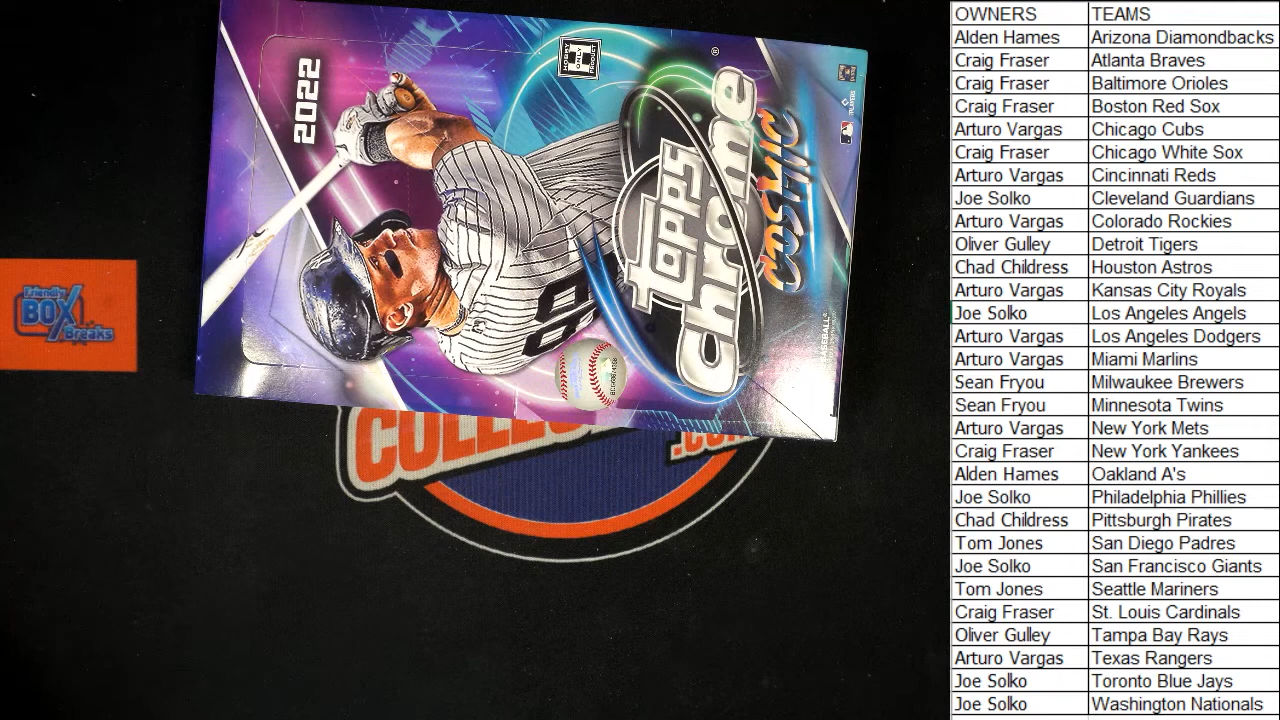 2022
HOBBY
ONLY
PRODUCT
topps
chrome
®
COSMIC
99
BASEBALL
PLAYERS
Friendly
BOX
Breaks
.COM
OWNERS TEAMS
Alden Hames Arizona Diamondbacks
Craig Fraser Atlanta Braves
Craig Fraser Baltimore Orioles
Craig Fraser Boston Red Sox
Arturo Vargas Chicago Cubs
Craig Fraser Chicago White Sox
Arturo Vargas Cincinnati Reds
Joe Solko Cleveland Guardians
Arturo Vargas Colorado Rockies
Oliver Gulley Detroit Tigers
Chad Childress Houston Astros
Arturo Vargas Kansas City Royals
Joe Solko Los Angeles Angels
Arturo Vargas Los Angeles Dodgers
Arturo Vargas Miami Marlins
Sean Fryou Milwaukee Brewers
Sean Fryou Minnesota Twins
Arturo Vargas New York Mets
Craig Fraser New York Yankees
Alden Hames Oakland A's
Joe Solko Philadelphia Phillies
Chad Childress Pittsburgh Pirates
Tom Jones San Diego Padres
Joe Solko San Francisco Giants
Tom Jones Seattle Mariners
Craig Fraser St. Louis Cardinals
Oliver Gulley Tampa Bay Rays
Arturo Vargas Texas Rangers
Joe Solko Toronto Blue Jays
Joe Solko Washington Nationals